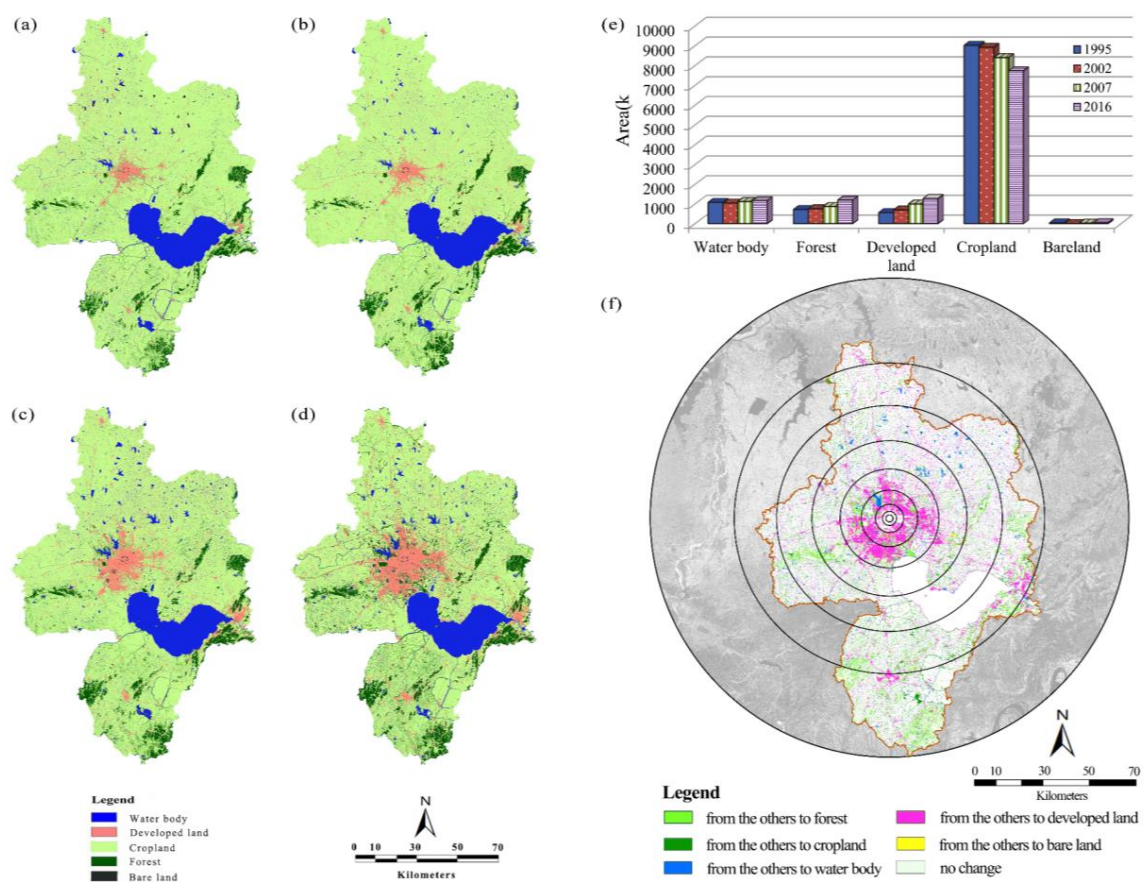 (a)
(b)
(c)
(d)
Legend
Water body
Developed land
Cropland
Forest
Bare land
N
0 10 30 50 70
Kilometers
(e)
10000
9000
8000
7000
6000
5000
4000
3000
2000
1000
0
Area(k
1995
2002
2007
2016
Water body Forest Developed land Cropland Bareland
(f)
N
0 10 30 50 70
Kilometers
Legend
from the others to forest
from the others to cropland
from the others to water body
from the others to developed land
from the others to bare land
no change